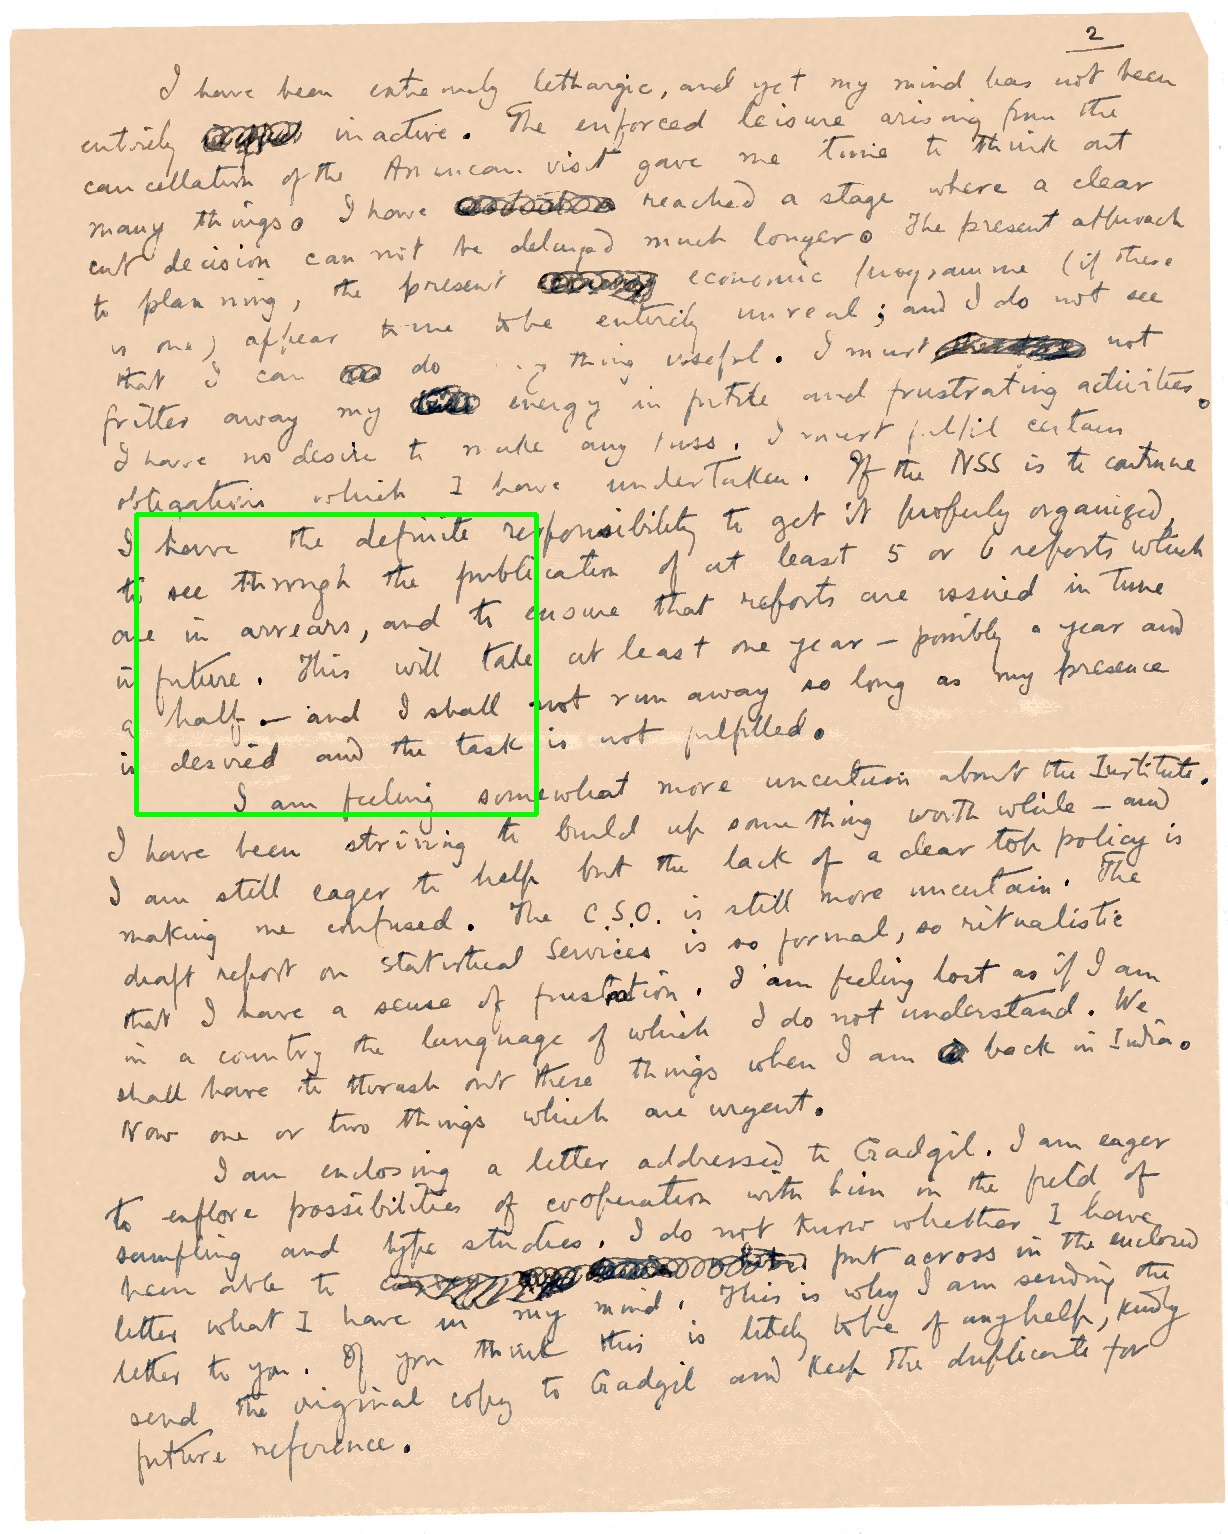 2
I have been extremely lethargic, and yet my mind has not been
entirely inactive. The enforced leisure arising from the
cancellation of the American visit gave me time to think out
many things. I have reached a stage where a clear
cut decision can not be delayed much longer. The present approach
to planning, the present economic programme (if there
is one) appear to me to be entirely unreal; and I do not see
that I can do thing useful. I must not
fritter away my energy in futile and frustrating activities.
I have no desire to make any fuss. I must fulfil certain
obligations which I have undertaken. If the NSS is to continue
I have the definite responsibility to get it properly organized,
to see through the publication of at least 5 or 6 reports which
are in arrears, and to ensure that reports are issued in time
in future. This will take at least one year – possibly a year and
a half – and I shall not run away so long as my presence
is desired and the task is not fulfilled.
I am feeling somewhat more uncertain about the Institute.
I have been striving to build up something worth while – and
I am still eager to help but the lack of a clear top policy is
making me confused. The C.S.O. is still more uncertain. The
draft report on Statistical Services is so formal, so ritualistic
that I have a sense of frustration. I am feeling lost as if I am
in a country the language of which I do not understand. We
shall have to thrash out these things when I am back in India.
Now one or two things which are urgent.
I am enclosing a letter addressed to Gadgil. I am eager
to explore possibilities of cooperation with him in the field of
sampling and type studies. I do not know whether I have
been able to put across in the enclosed
letter what I have in my mind. This is why I am sending the
letter to you. If you think this is likely to be of any help, kindly
send the original copy to Gadgil and keep the duplicate for
future reference.